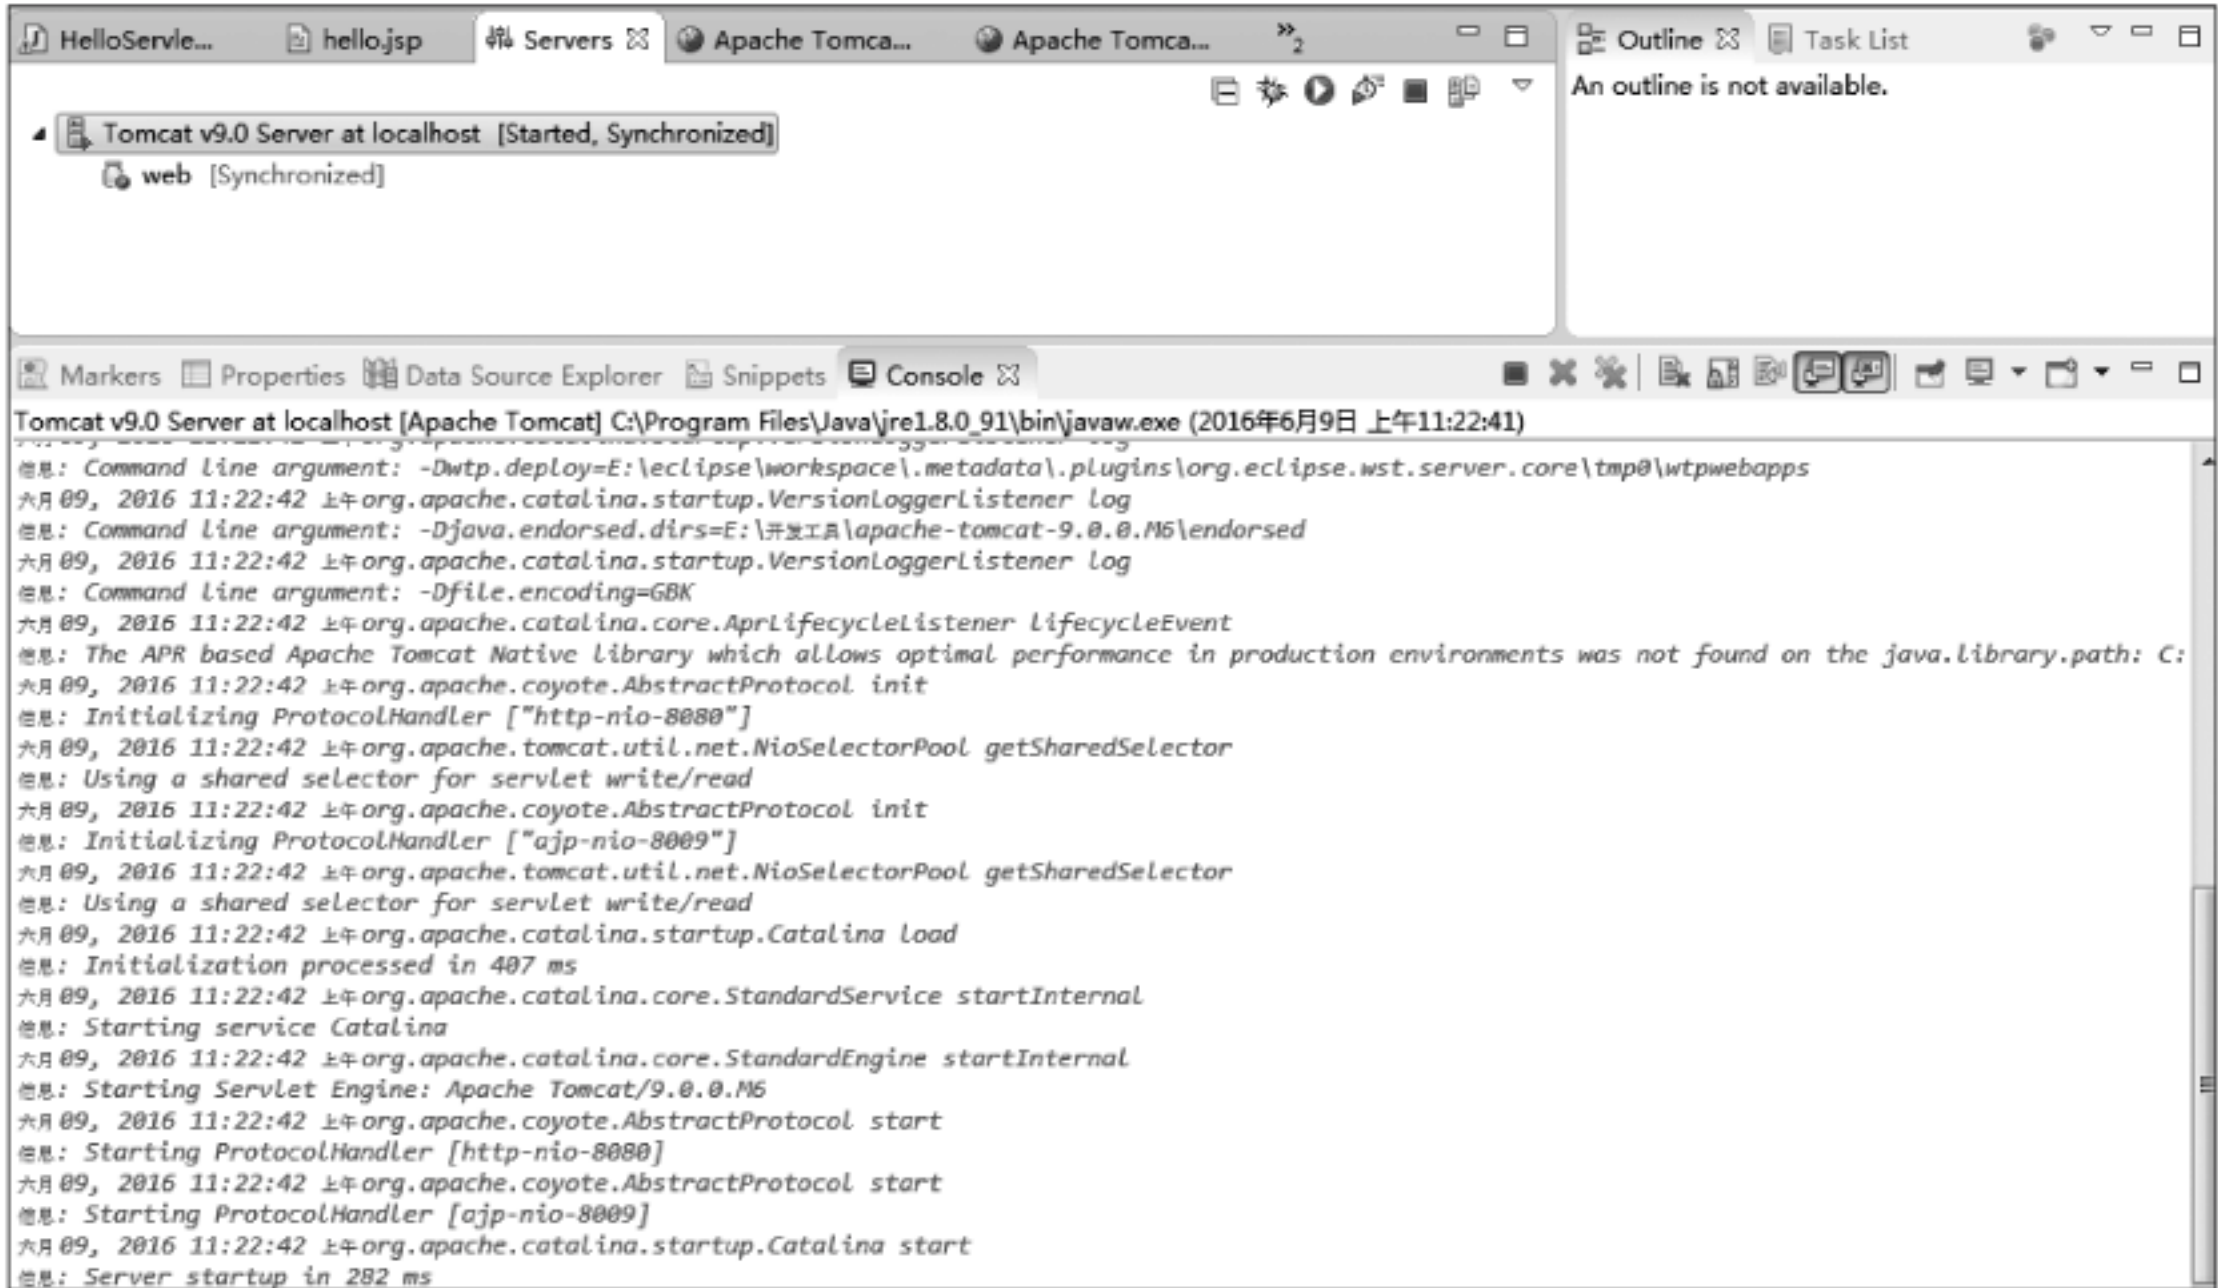 HelloServle... hello.jsp Servers Apache Tomca... Apache Tomca... »2
Outline Task List
An outline is not available.
Tomcat v9.0 Server at localhost [Started, Synchronized]
web [Synchronized]
Markers Properties Data Source Explorer Snippets Console
Tomcat v9.0 Server at localhost [Apache Tomcat] C:\Program Files\Java\jre1.8.0_91\bin\javaw.exe (2016年6月9日 上午11:22:41)
信息: Command line argument: -Dwtp.deploy=E:\eclipse\workspace\.metadata\.plugins\org.eclipse.wst.server.core\tmp0\wtpwebapps
六月 09, 2016 11:22:42 上午 org.apache.catalina.startup.VersionLoggerListener log
信息: Command line argument: -Djava.endorsed.dirs=E:\开发工具\apache-tomcat-9.0.0.M6\endorsed
六月 09, 2016 11:22:42 上午 org.apache.catalina.startup.VersionLoggerListener log
信息: Command line argument: -Dfile.encoding=GBK
六月 09, 2016 11:22:42 上午 org.apache.catalina.core.AprLifecycleListener lifecycleEvent
信息: The APR based Apache Tomcat Native library which allows optimal performance in production environments was not found on the java.library.path: C:
六月 09, 2016 11:22:42 上午 org.apache.coyote.AbstractProtocol init
信息: Initializing ProtocolHandler ["http-nio-8080"]
六月 09, 2016 11:22:42 上午 org.apache.tomcat.util.net.NioSelectorPool getSharedSelector
信息: Using a shared selector for servlet write/read
六月 09, 2016 11:22:42 上午 org.apache.coyote.AbstractProtocol init
信息: Initializing ProtocolHandler ["ajp-nio-8009"]
六月 09, 2016 11:22:42 上午 org.apache.tomcat.util.net.NioSelectorPool getSharedSelector
信息: Using a shared selector for servlet write/read
六月 09, 2016 11:22:42 上午 org.apache.catalina.startup.Catalina load
信息: Initialization processed in 407 ms
六月 09, 2016 11:22:42 上午 org.apache.catalina.core.StandardService startInternal
信息: Starting service Catalina
六月 09, 2016 11:22:42 上午 org.apache.catalina.core.StandardEngine startInternal
信息: Starting Servlet Engine: Apache Tomcat/9.0.0.M6
六月 09, 2016 11:22:42 上午 org.apache.coyote.AbstractProtocol start
信息: Starting ProtocolHandler [http-nio-8080]
六月 09, 2016 11:22:42 上午 org.apache.coyote.AbstractProtocol start
信息: Starting ProtocolHandler [ajp-nio-8009]
六月 09, 2016 11:22:42 上午 org.apache.catalina.startup.Catalina start
信息: Server startup in 282 ms